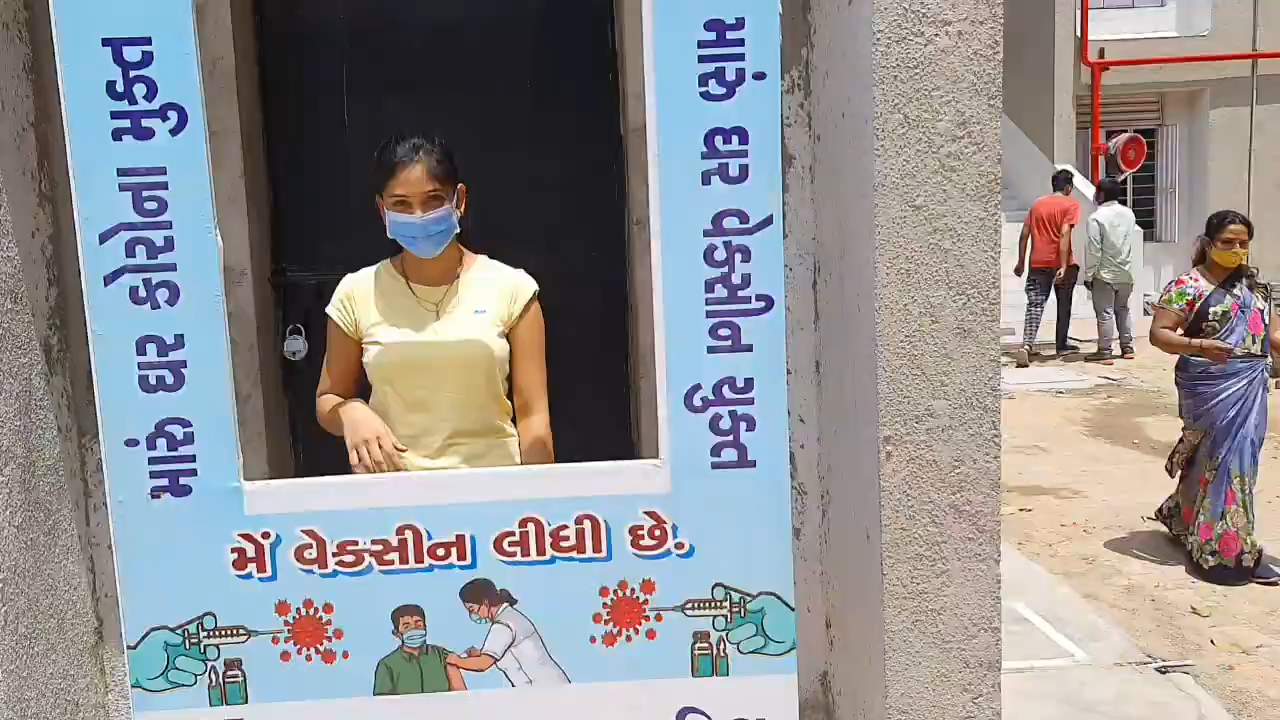 મારું ઘર કોરોના મુક્ત
મારું ઘર વેક્સીન યુક્ત
મેં વેક્સીન લીધી છે.